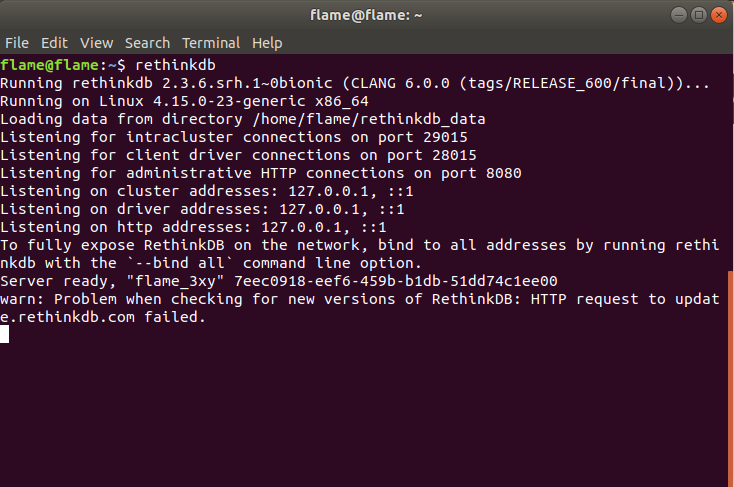 flame@flame: ~
File Edit View Search Terminal Help
flame@flame:~$ rethinkdb
Running rethinkdb 2.3.6.srh.1~0bionic (CLANG 6.0.0 (tags/RELEASE_600/final))...
Running on Linux 4.15.0-23-generic x86_64
Loading data from directory /home/flame/rethinkdb_data
Listening for intracluster connections on port 29015
Listening for client driver connections on port 28015
Listening for administrative HTTP connections on port 8080
Listening on cluster addresses: 127.0.0.1, ::1
Listening on driver addresses: 127.0.0.1, ::1
Listening on http addresses: 127.0.0.1, ::1
To fully expose RethinkDB on the network, bind to all addresses by running rethi
nkdb with the `--bind all` command line option.
Server ready, "flame_3xy" 7eec0918-eef6-459b-b1db-51dd74c1ee00
warn: Problem when checking for new versions of RethinkDB: HTTP request to updat
e.rethinkdb.com failed.